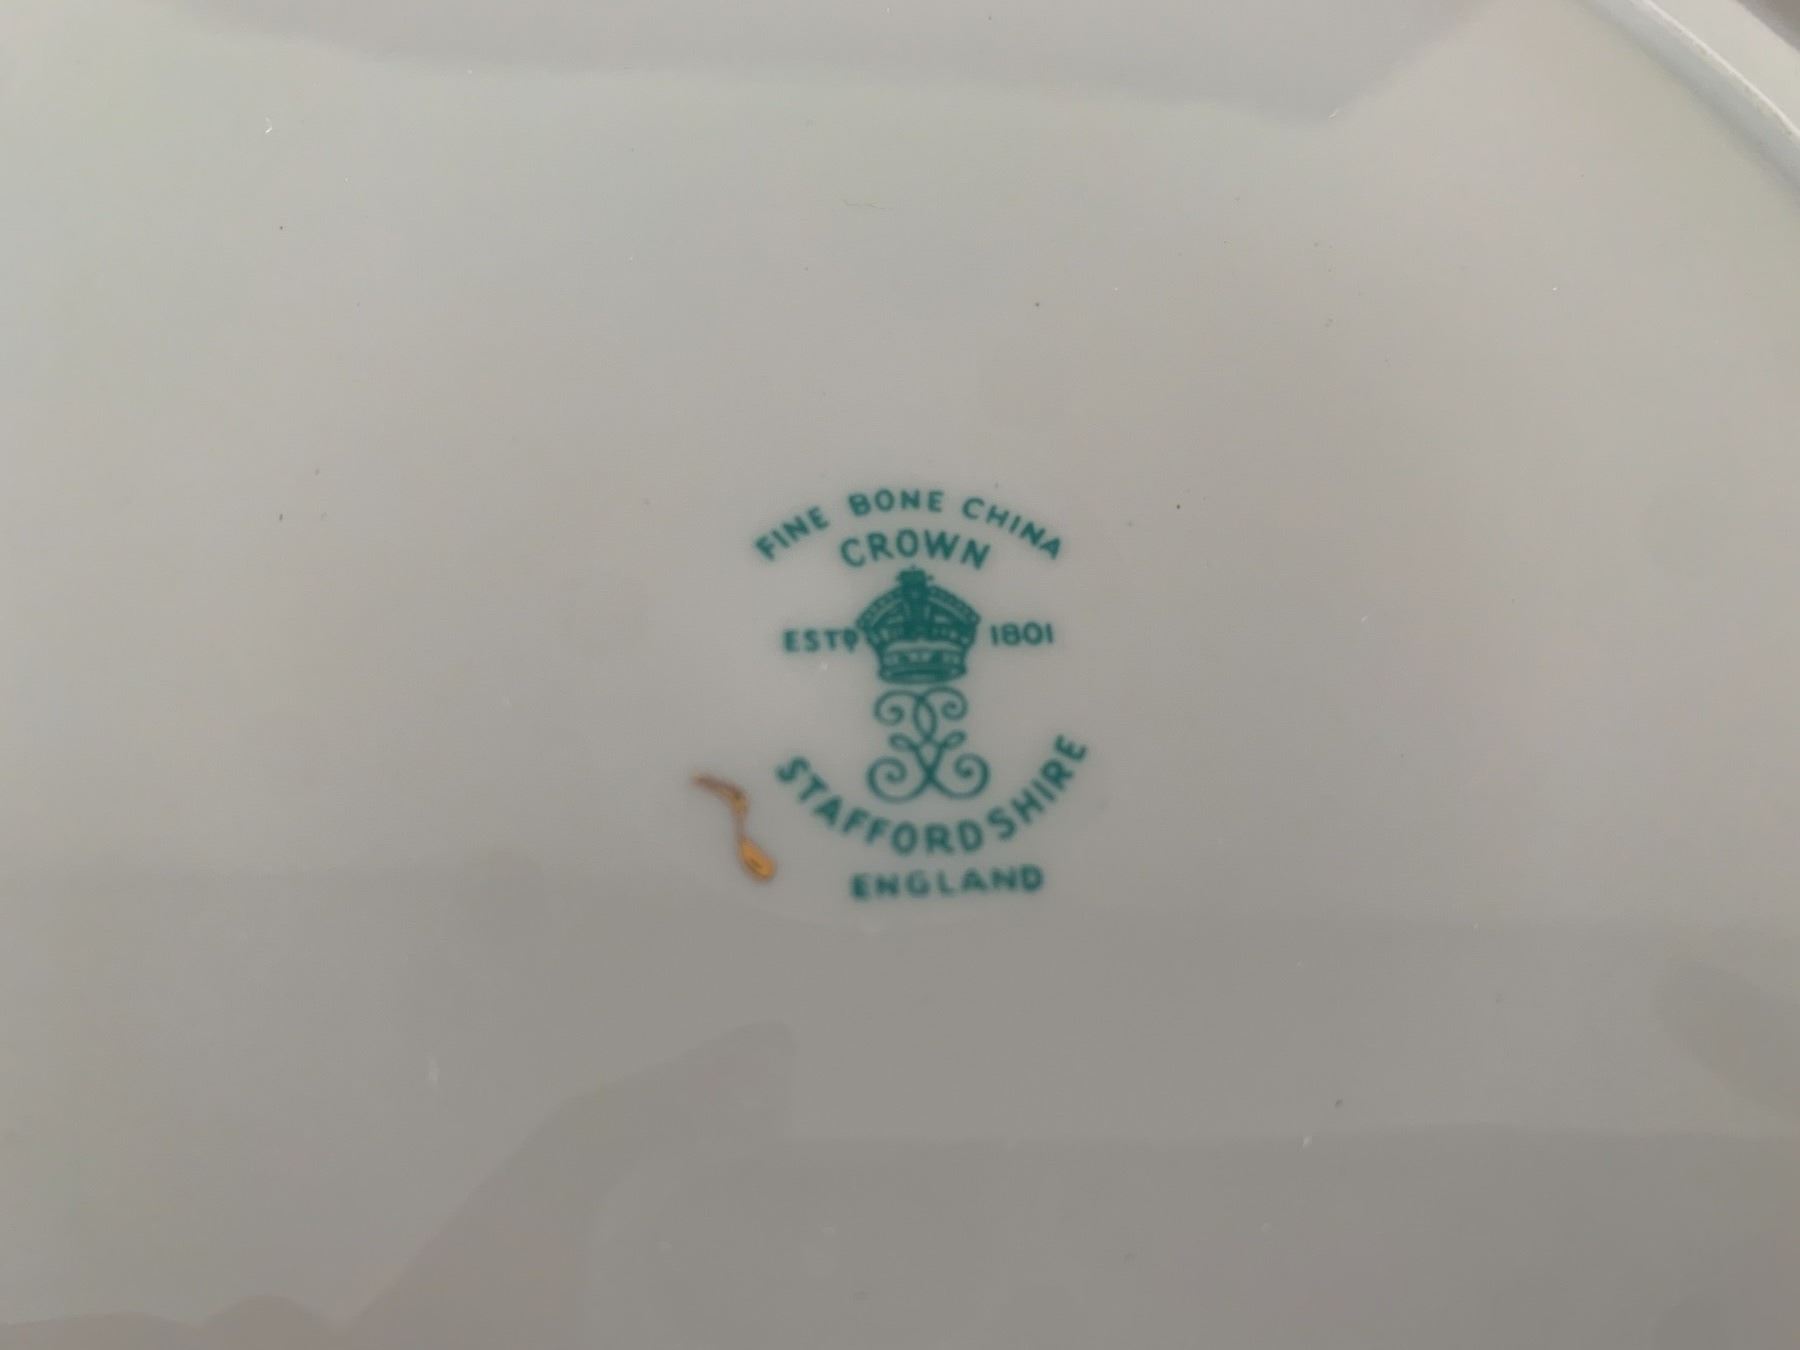 FINE BONE CHINA
CROWN
ESTD 1801
STAFFORDSHIRE
ENGLAND